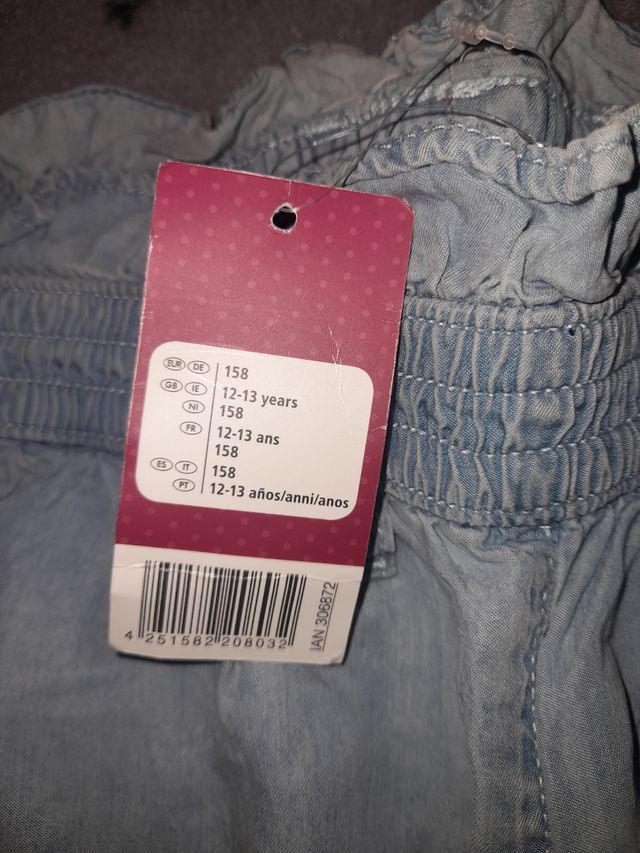 EUR DE 158
GB IE 12-13 years
NI 158
FR 12-13 ans
158
ES IT 158
PT 12-13 años/anni/anos
4 251582 208032
IAN 306872